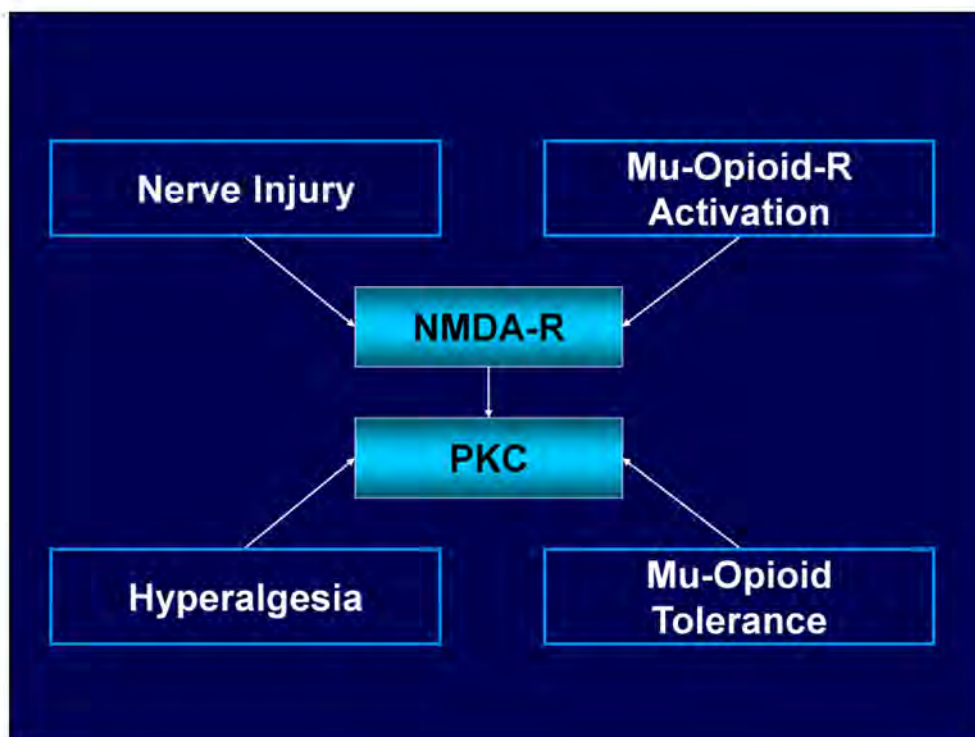 Nerve Injury
Mu-Opioid-R
Activation
NMDA-R
PKC
Hyperalgesia
Mu-Opioid
Tolerance